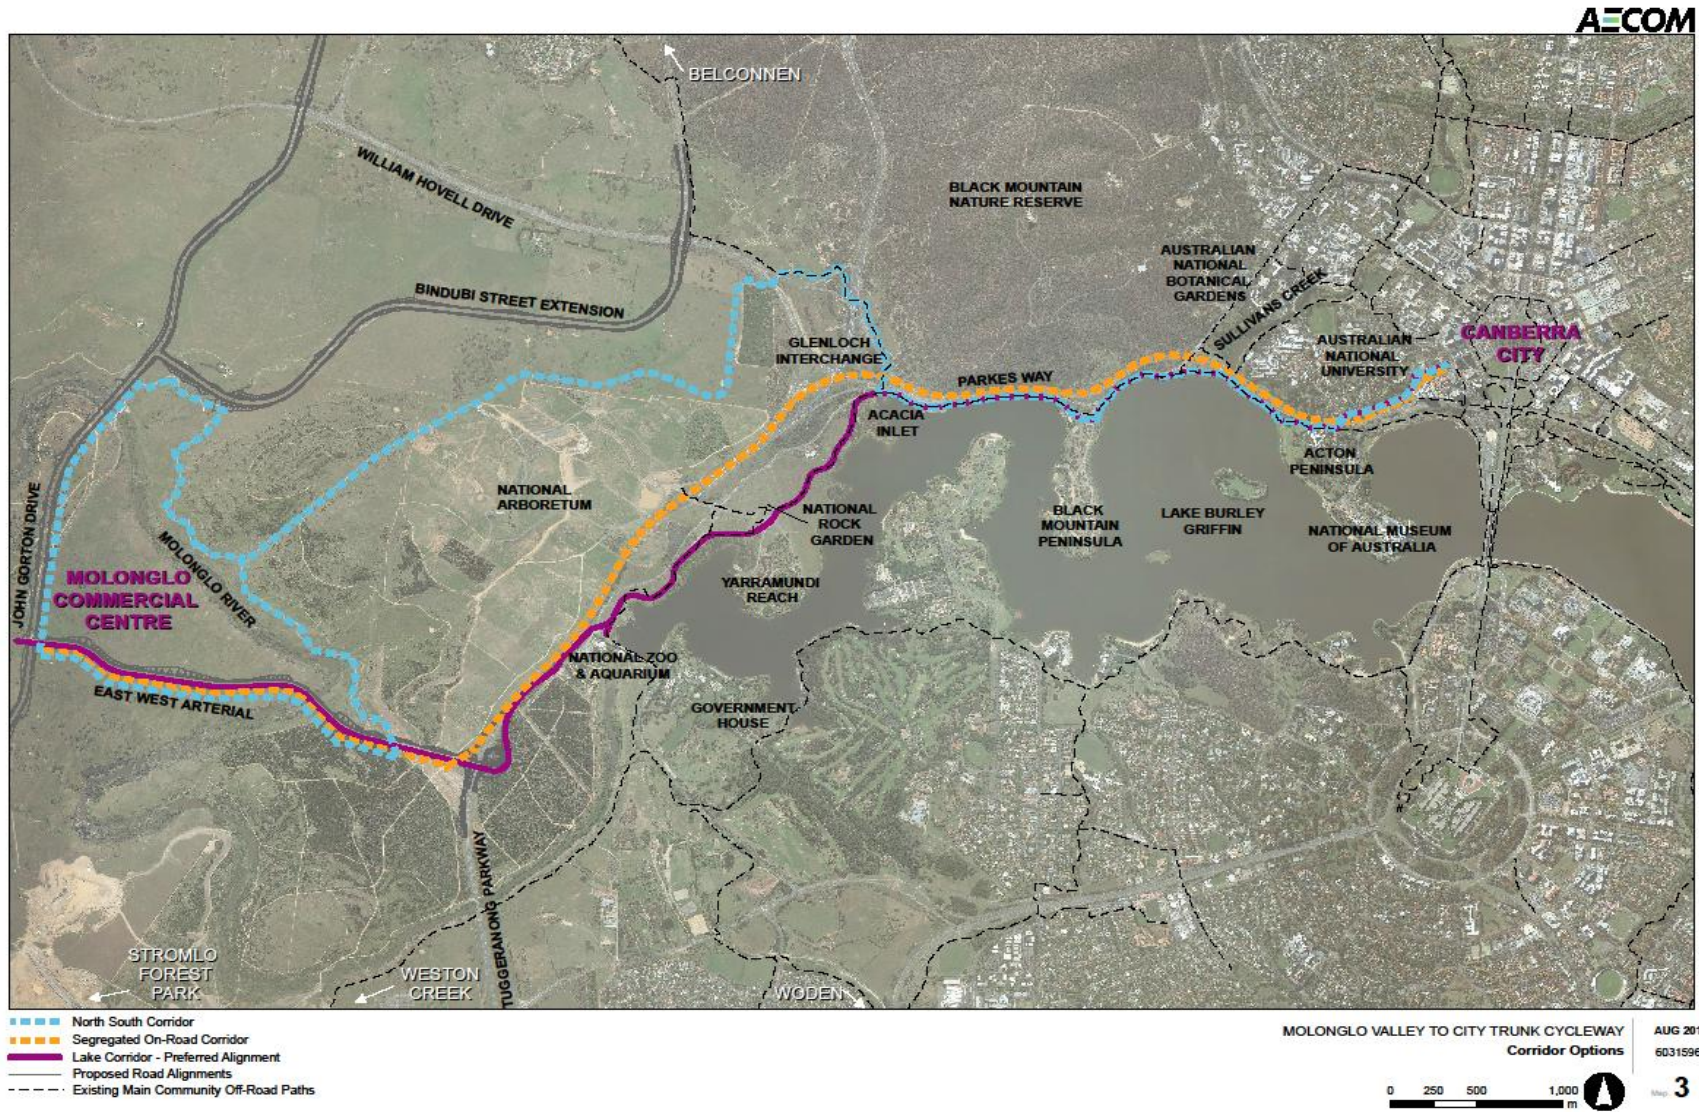 AECOM
BELCONNEN
WILLIAM HOVELL DRIVE
BLACK MOUNTAIN
NATURE RESERVE
AUSTRALIAN
NATIONAL
BOTANICAL
GARDENS
SULLIVANS CREEK
BINDUBI STREET EXTENSION
GLENLOCH
INTERCHANGE
AUSTRALIAN
NATIONAL
UNIVERSITY
CANBERRA
CITY
PARKES WAY
ACACIA
INLET
ACTON
PENINSULA
NATIONAL
ARBORETUM
NATIONAL
ROCK
GARDEN
BLACK
MOUNTAIN
PENINSULA
LAKE BURLEY
GRIFFIN
NATIONAL MUSEUM
OF AUSTRALIA
JOHN GORTON DRIVE
MOLONGLO RIVER
MOLONGLO
COMMERCIAL
CENTRE
YARRAMUNDI
REACH
NATIONAL ZOO
& AQUARIUM
EAST WEST ARTERIAL
GOVERNMENT
HOUSE
TUGGERANONG PARKWAY
STROMLO
FOREST
PARK
WESTON
CREEK
WODEN
North South Corridor
Segregated On-Road Corridor
Lake Corridor - Preferred Alignment
Proposed Road Alignments
Existing Main Community Off-Road Paths
MOLONGLO VALLEY TO CITY TRUNK CYCLEWAY
Corridor Options
AUG 201
6031596
0 250 500 1,000
m
Map 3